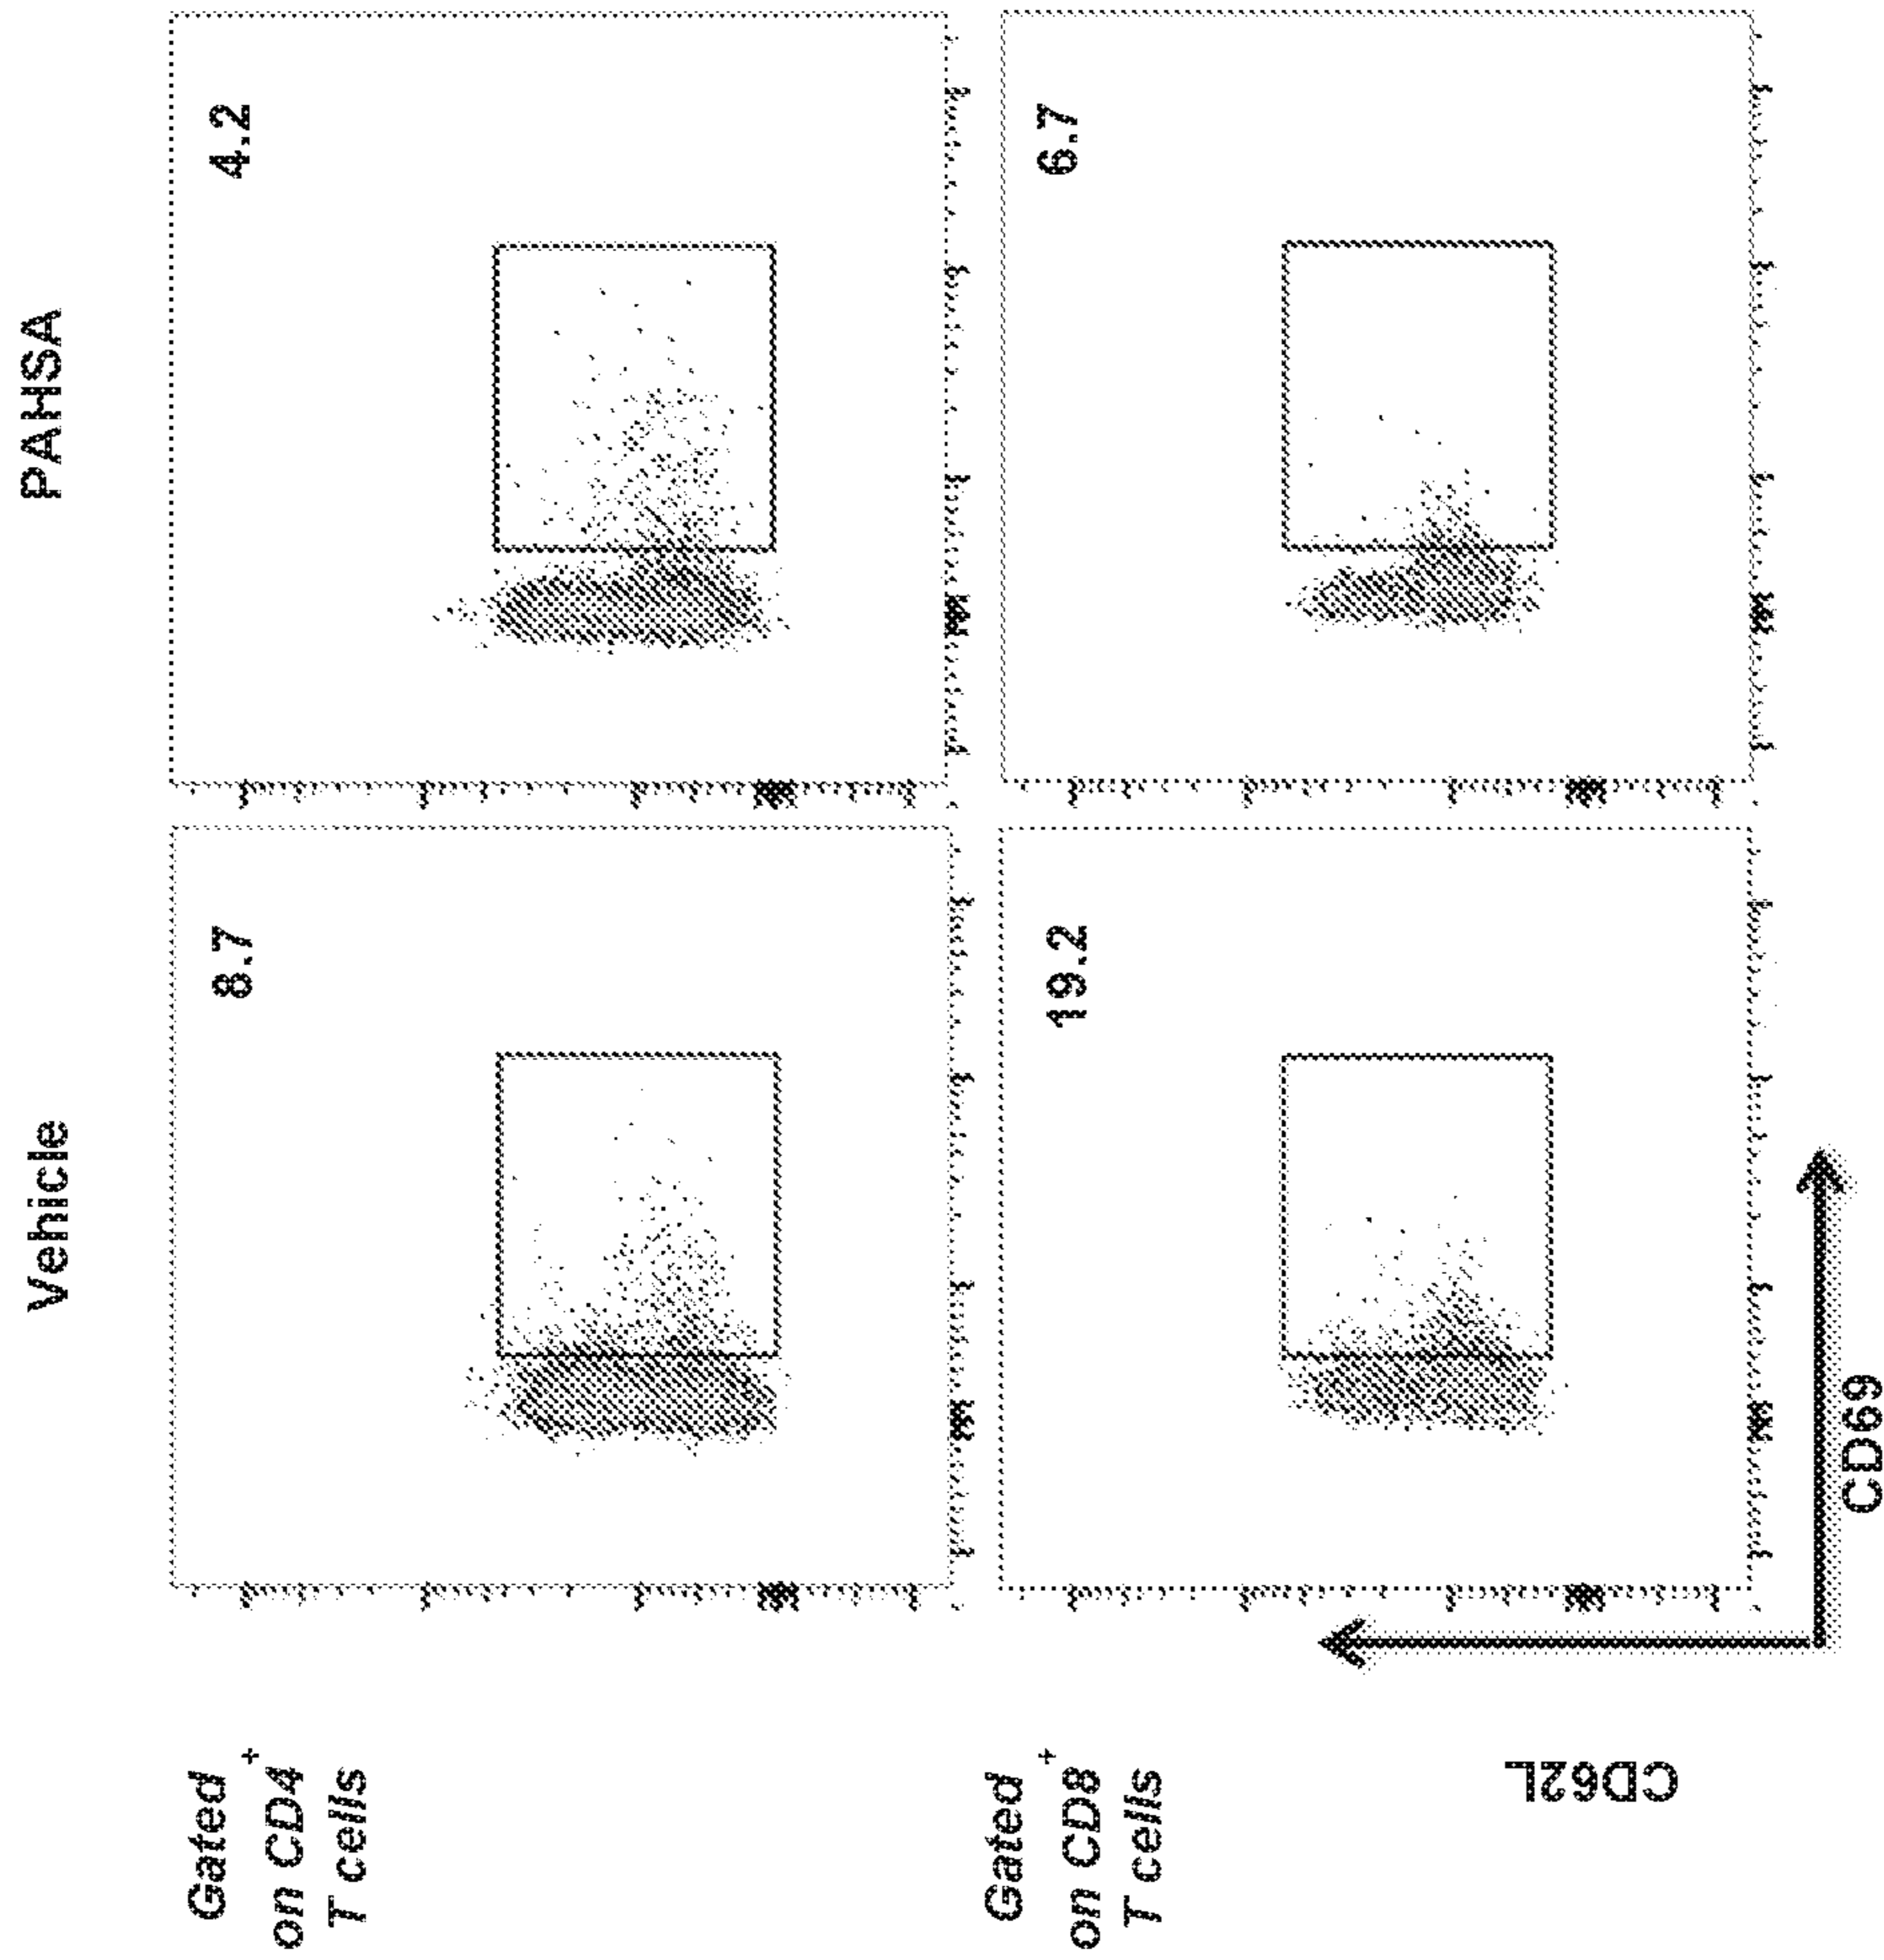 Vehicle
PAHSA
Gated
on CD4+
T cells
8.7
4.2
Gated
on CD8+
T cells
19.2
6.7
CD62L
CD69